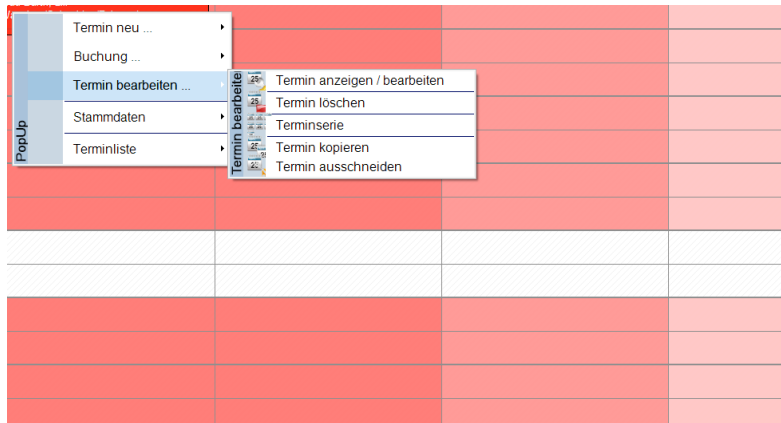 Termin neu ...
Buchung ...
Termin bearbeiten ...
Stammdaten
Terminliste
PopUp
Termin bearbeite
Termin anzeigen / bearbeiten
Termin löschen
Terminserie
Termin kopieren
Termin ausschneiden